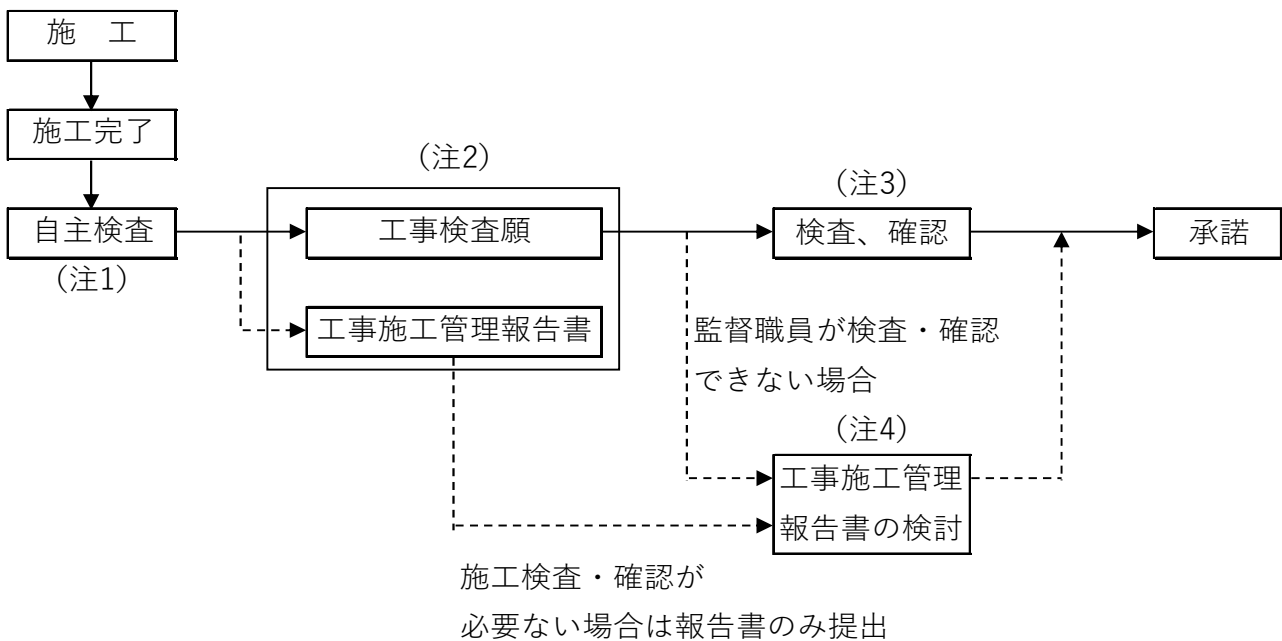 施　工
施工完了
(注2)
(注3)
自主検査
工事検査願
検査、確認
承諾
(注1)
工事施工管理報告書
監督職員が検査・確認
できない場合
(注4)
工事施工管理
報告書の検討
施工検査・確認が
必要ない場合は報告書のみ提出